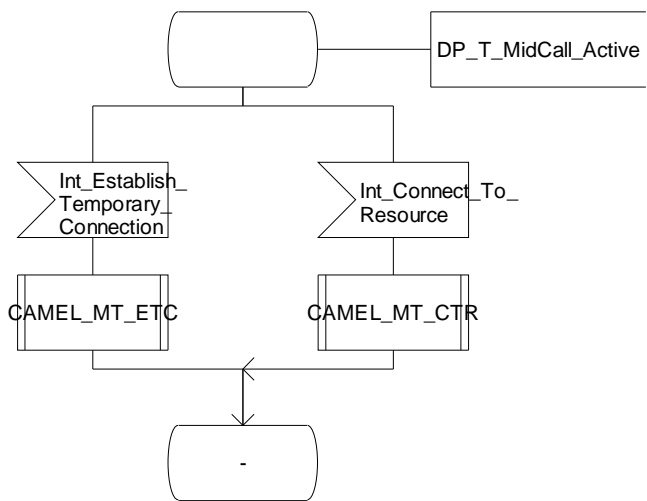 DP_T_MidCall_Active
Int_Establish_
Temporary_
Connection
Int_Connect_To_
Resource
CAMEL_MT_ETC
CAMEL_MT_CTR
-